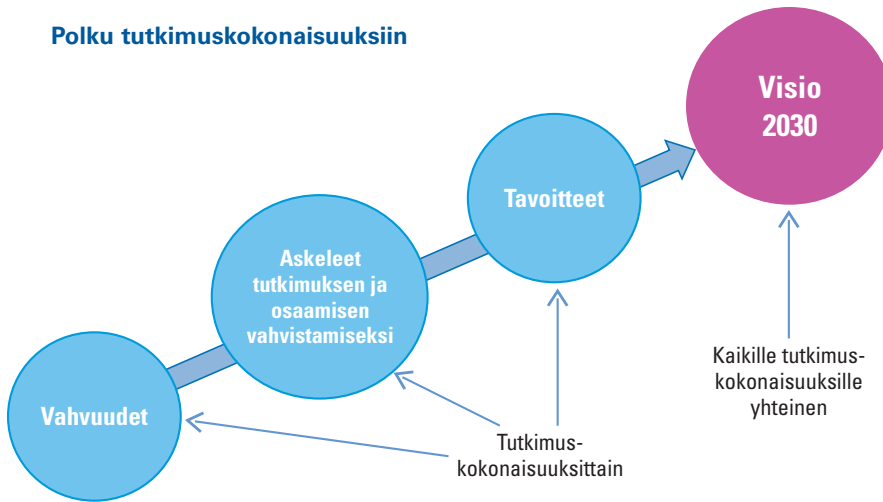 Polku tutkimuskokonaisuuksiin
Visio
2030
Tavoitteet
Askeleet
tutkimuksen ja
osaamisen
vahvistamiseksi
Vahvuudet
Kaikille tutkimus-
kokonaisuuksille
yhteinen
Tutkimus-
kokonaisuuksittain